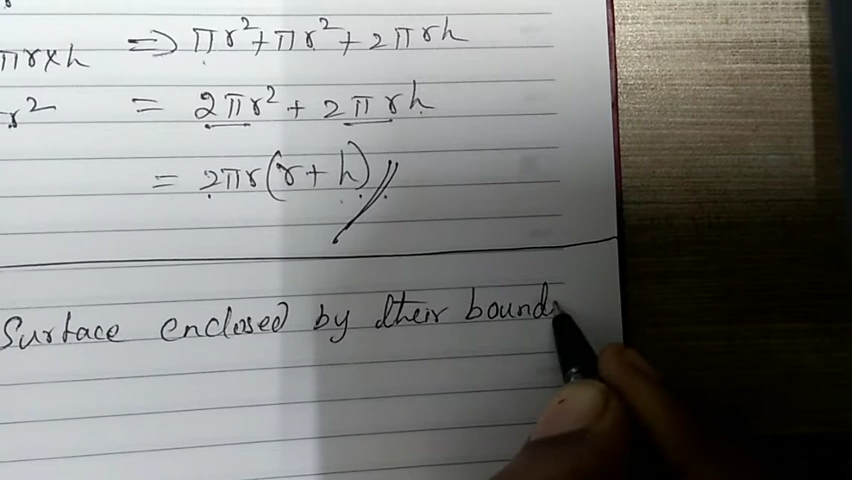 πr×h ⇒ πr²+πr²+2πrh
r² = 2πr²+2πrh
= 2πr(r+h)
Surface enclosed by their bound